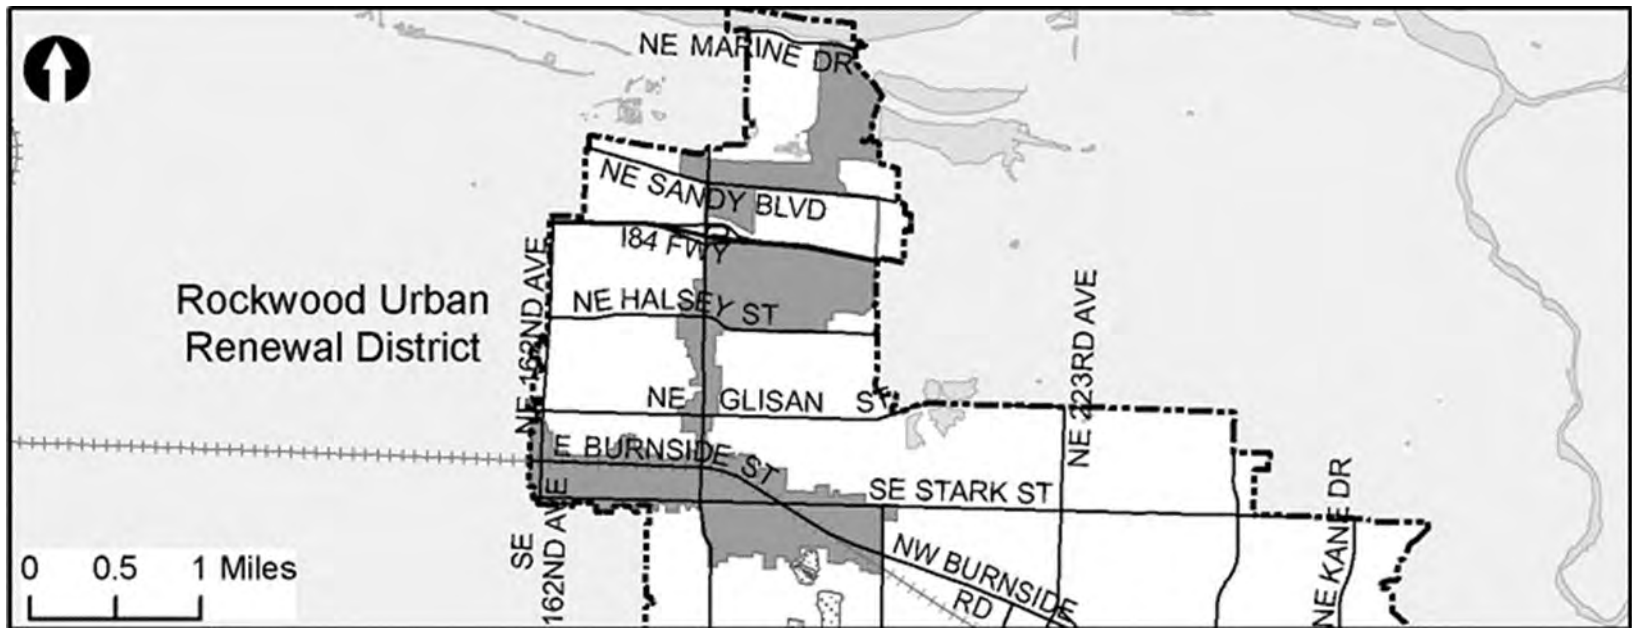 NE MARINE DR
NE SANDY BLVD
I84 FWY
NE 162ND AVE
Rockwood Urban
Renewal District
NE HALSEY ST
NE 223RD AVE
NE GLISAN ST
E BURNSIDE ST
SE STARK ST
NE KANE DR
SE
162ND AVE
NW BURNSIDE
RD
0 0.5 1 Miles